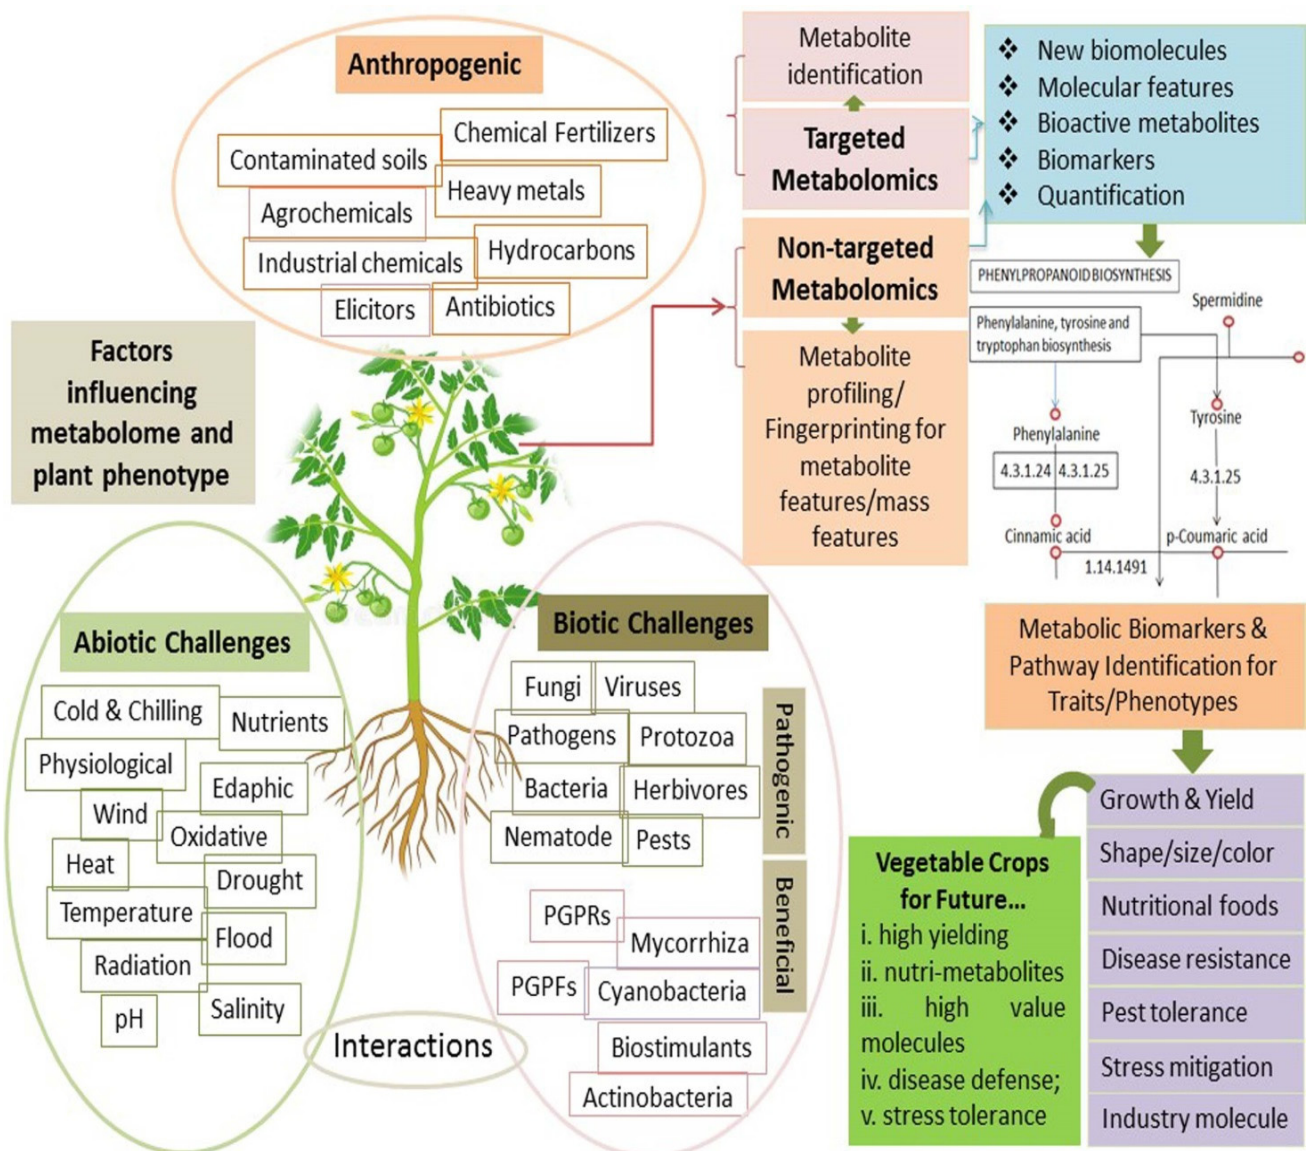 Anthropogenic
Chemical Fertilizers
Contaminated soils
Heavy metals
Agrochemicals
Hydrocarbons
Industrial chemicals
Elicitors
Antibiotics
Factors
influencing
metabolome and
plant phenotype
Abiotic Challenges
Cold & Chilling
Nutrients
Physiological
Edaphic
Wind
Oxidative
Heat
Drought
Temperature
Flood
Radiation
Salinity
pH
Interactions
Biotic Challenges
Fungi
Viruses
Pathogens
Protozoa
Bacteria
Herbivores
Nematode
Pests
Pathogenic
Beneficial
PGPRs
Mycorrhiza
PGPFs
Cyanobacteria
Biostimulants
Actinobacteria
Metabolite
identification
Targeted
Metabolomics
Non-targeted
Metabolomics
Metabolite
profiling/
Fingerprinting for
metabolite
features/mass
features
❖ New biomolecules
❖ Molecular features
❖ Bioactive metabolites
❖ Biomarkers
❖ Quantification
PHENYLPROPANOID BIOSYNTHESIS
Spermidine
Phenylalanine, tyrosine and
tryptophan biosynthesis
Phenylalanine
Tyrosine
4.3.1.24
4.3.1.25
4.3.1.25
Cinnamic acid
p-Coumaric acid
1.14.1491
Metabolic Biomarkers &
Pathway Identification for
Traits/Phenotypes
Growth & Yield
Shape/size/color
Nutritional foods
Disease resistance
Pest tolerance
Stress mitigation
Industry molecule
Vegetable Crops
for Future...
i. high yielding
ii. nutri-metabolites
iii. high value
molecules
iv. disease defense;
v. stress tolerance